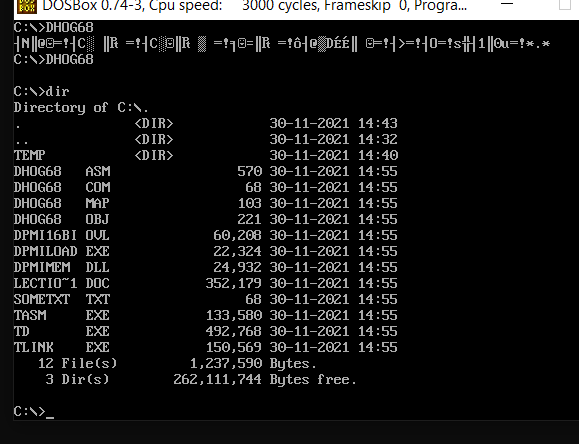 DOSBox 0.74-3, Cpu speed: 3000 cycles, Frameskip 0, Progra...
C:\>DHOG68
C:\>DHOG68
C:\>dir
Directory of C:\.
. <DIR> 30-11-2021 14:43
.. <DIR> 30-11-2021 14:32
TEMP <DIR> 30-11-2021 14:40
DHOG68 ASM 570 30-11-2021 14:55
DHOG68 COM 68 30-11-2021 14:55
DHOG68 MAP 103 30-11-2021 14:55
DHOG68 OBJ 221 30-11-2021 14:55
DPMI16BI OVL 60,208 30-11-2021 14:55
DPMILOAD EXE 22,324 30-11-2021 14:55
DPMIMEM DLL 24,932 30-11-2021 14:55
LECTIO~1 DOC 352,179 30-11-2021 14:55
SOMETXT TXT 68 30-11-2021 14:55
TASM EXE 133,580 30-11-2021 14:55
TD EXE 492,768 30-11-2021 14:55
TLINK EXE 150,569 30-11-2021 14:55
12 File(s) 1,237,590 Bytes.
3 Dir(s) 262,111,744 Bytes free.
C:\>_